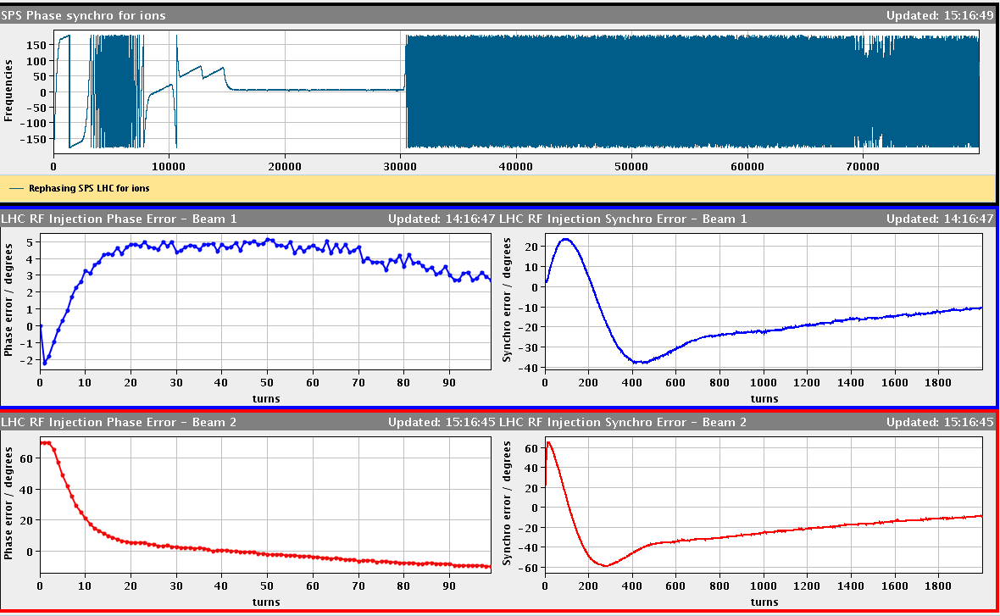 SPS Phase synchro for ions Updated: 15:16:49
Frequencies
150
100
50
0
-50
-100
-150
0 10000 20000 30000 40000 50000 60000 70000
Rephasing SPS LHC for ions
LHC RF Injection Phase Error - Beam 1 Updated: 14:16:47
Phase error / degrees
5
4
3
2
1
0
-1
-2
0 10 20 30 40 50 60 70 80 90
turns
LHC RF Injection Synchro Error - Beam 1 Updated: 14:16:47
Synchro error / degrees
20
10
0
-10
-20
-30
-40
0 200 400 600 800 1000 1200 1400 1600 1800
turns
LHC RF Injection Phase Error - Beam 2 Updated: 15:16:45
Phase error / degrees
60
40
20
0
0 10 20 30 40 50 60 70 80 90
turns
LHC RF Injection Synchro Error - Beam 2 Updated: 15:16:45
Synchro error / degrees
60
40
20
0
-20
-40
-60
0 200 400 600 800 1000 1200 1400 1600 1800
turns